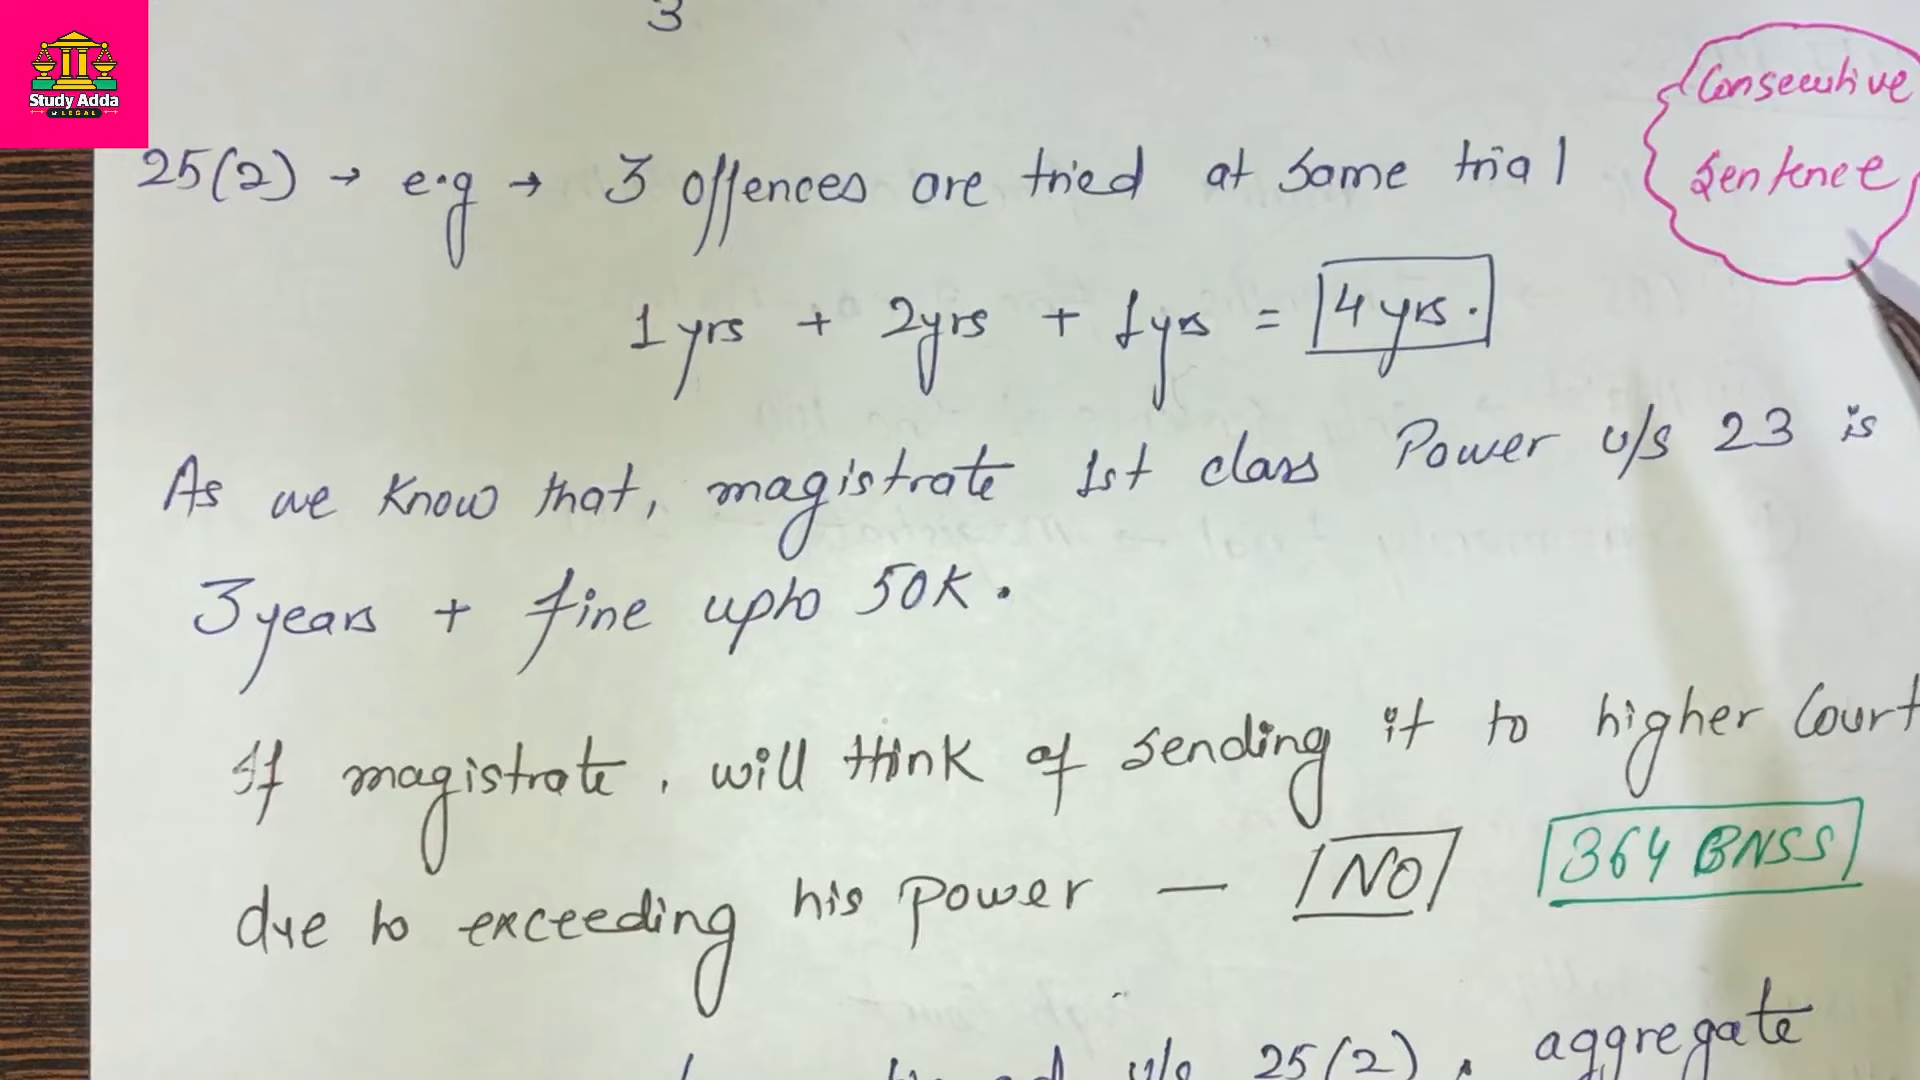 3
Study Adda
LEGAL
Consecutive
Sentence
25(2) → e.g → 3 offences are tried at same trial
1 yrs + 2yrs + 1yrs = 4 yrs.
As we know that, magistrate 1st class Power u/s 23 is
3 years + fine upto 50K.
If magistrate, will think of sending it to higher Court
due to exceeding his power — NO
364 BNSS
u/s 25(2), aggregate